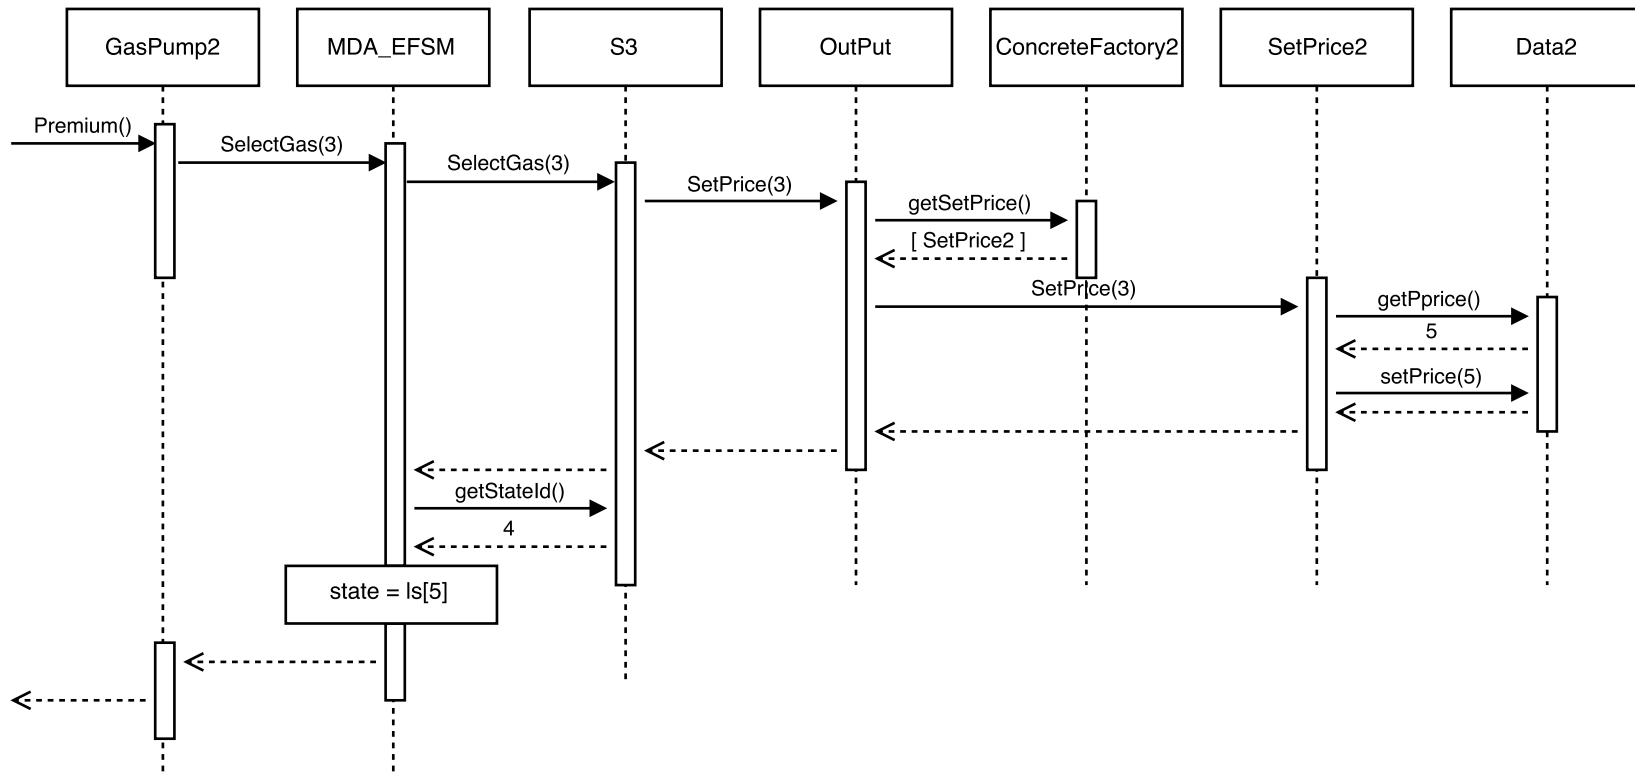 GasPump2
MDA_EFSM
S3
OutPut
ConcreteFactory2
SetPrice2
Data2
Premium()
SelectGas(3)
SelectGas(3)
SetPrice(3)
getSetPrice()
[ SetPrice2 ]
SetPrice(3)
getPprice()
5
setPrice(5)
getStateId()
4
state = ls[5]